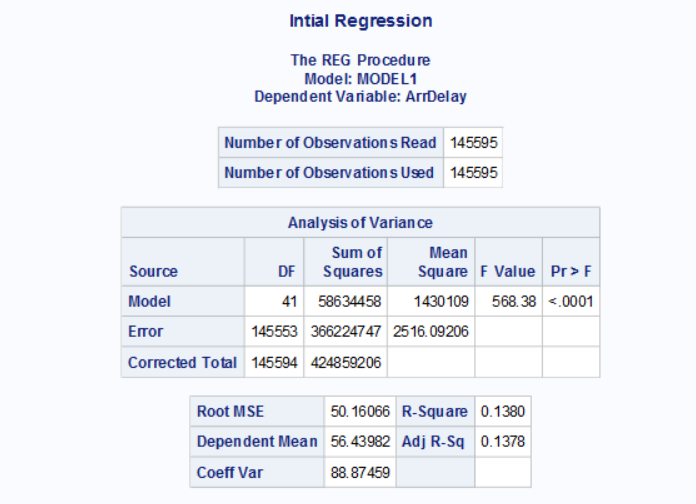 Intial Regression
The REG Procedure
Model: MODEL1
Dependent Variable: ArrDelay
Number of Observations Read 145595
Number of Observations Used 145595
Analysis of Variance
Source DF Sum of Squares Mean Square F Value Pr > F
Model 41 58634458 1430109 568.38 <.0001
Error 145553 366224747 2516.09206
Corrected Total 145594 424859206
Root MSE 50.16066 R-Square 0.1380
Dependent Mean 56.43982 Adj R-Sq 0.1378
Coeff Var 88.87459